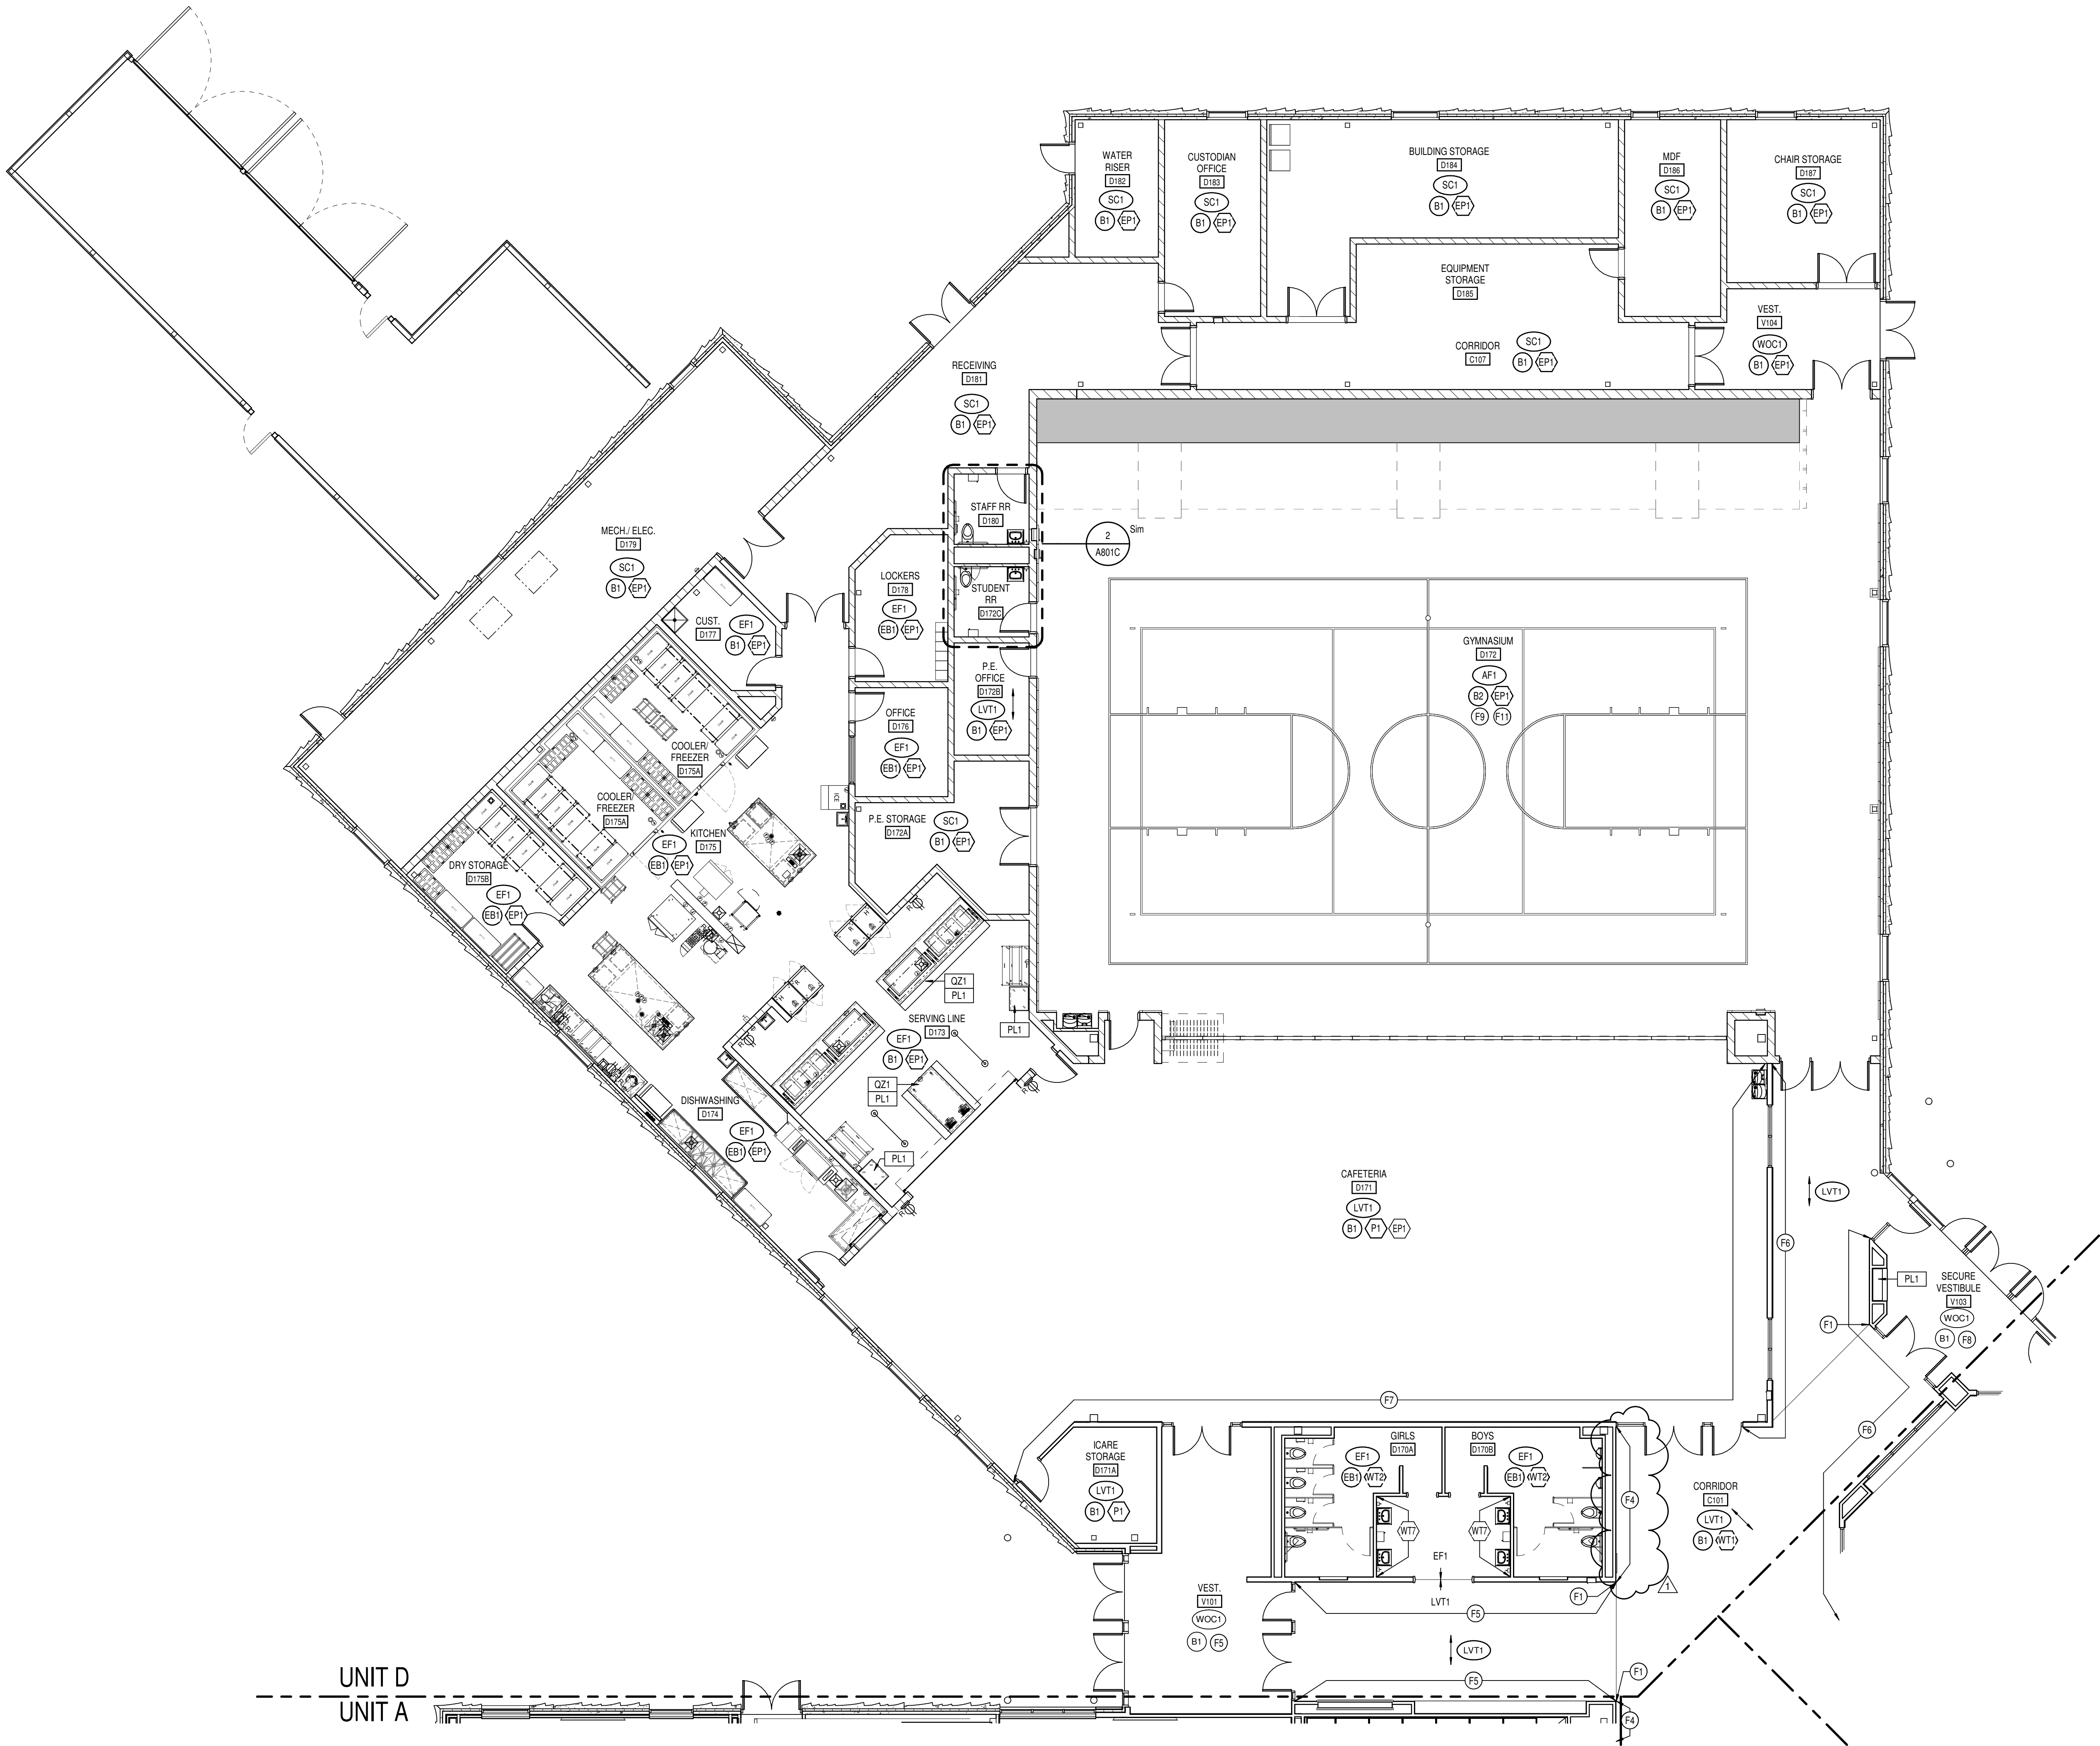 WATER
RISER
D182
SC1
B1 EP1
CUSTODIAN
OFFICE
D183
SC1
B1 EP1
BUILDING STORAGE
D184
SC1
B1 EP1
MDF
D186
SC1
B1 EP1
CHAIR STORAGE
D187
SC1
B1 EP1
EQUIPMENT
STORAGE
D185
VEST.
V104
WOC1
B1 EP1
CORRIDOR
C107
SC1
B1 EP1
RECEIVING
D181
SC1
B1 EP1
STAFF RR
D180
2
A801C
Sim
MECH./ ELEC.
D179
SC1
B1 EP1
LOCKERS
D178
EF1
EB1 EP1
STUDENT
RR
D172C
CUST.
D177
EF1
B1 EP1
P.E.
OFFICE
D172B
LVT1
B1 EP1
GYMNASIUM
D172
AF1
B2 EP1
F9 F11
OFFICE
D176
EF1
EB1 EP1
COOLER/
FREEZER
D175A
COOLER/
FREEZER
D175A
ICE
KITCHEN
D175
EF1
EB1 EP1
P.E. STORAGE
D172A
SC1
B1 EP1
DRY STORAGE
D175B
EF1
EB1 EP1
QZ1
PL1
PL1
SERVING LINE
D173
EF1
B1 EP1
QZ1
PL1
PL1
DISHWASHING
D174
EF1
EB1 EP1
CAFETERIA
D171
LVT1
B1 P1 EP1
LVT1
F6
PL1
SECURE
VESTIBULE
V103
WOC1
B1 F8
F1
F7
F6
ICARE
STORAGE
D171A
LVT1
B1 P1
GIRLS
D170A
EF1
EB1 WT2
BOYS
D170B
EF1
EB1 WT2
WT7
WT7
F4
CORRIDOR
C101
LVT1
B1 WT1
EF1
LVT1
1
F1
F5
VEST.
V101
WOC1
B1 F5
LVT1
F1
F5
F4
UNIT D
UNIT A